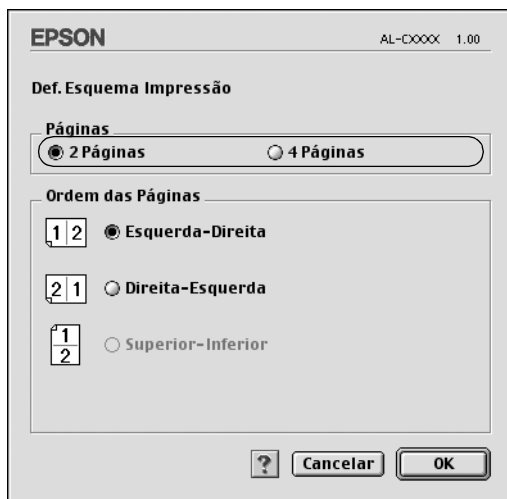 EPSON AL-CXXXX 1.00
Def. Esquema Impressão
Páginas
2 Páginas 4 Páginas
Ordem das Páginas
1 2 Esquerda-Direita
2 1 Direita-Esquerda
1
2 Superior-Inferior
? Cancelar OK